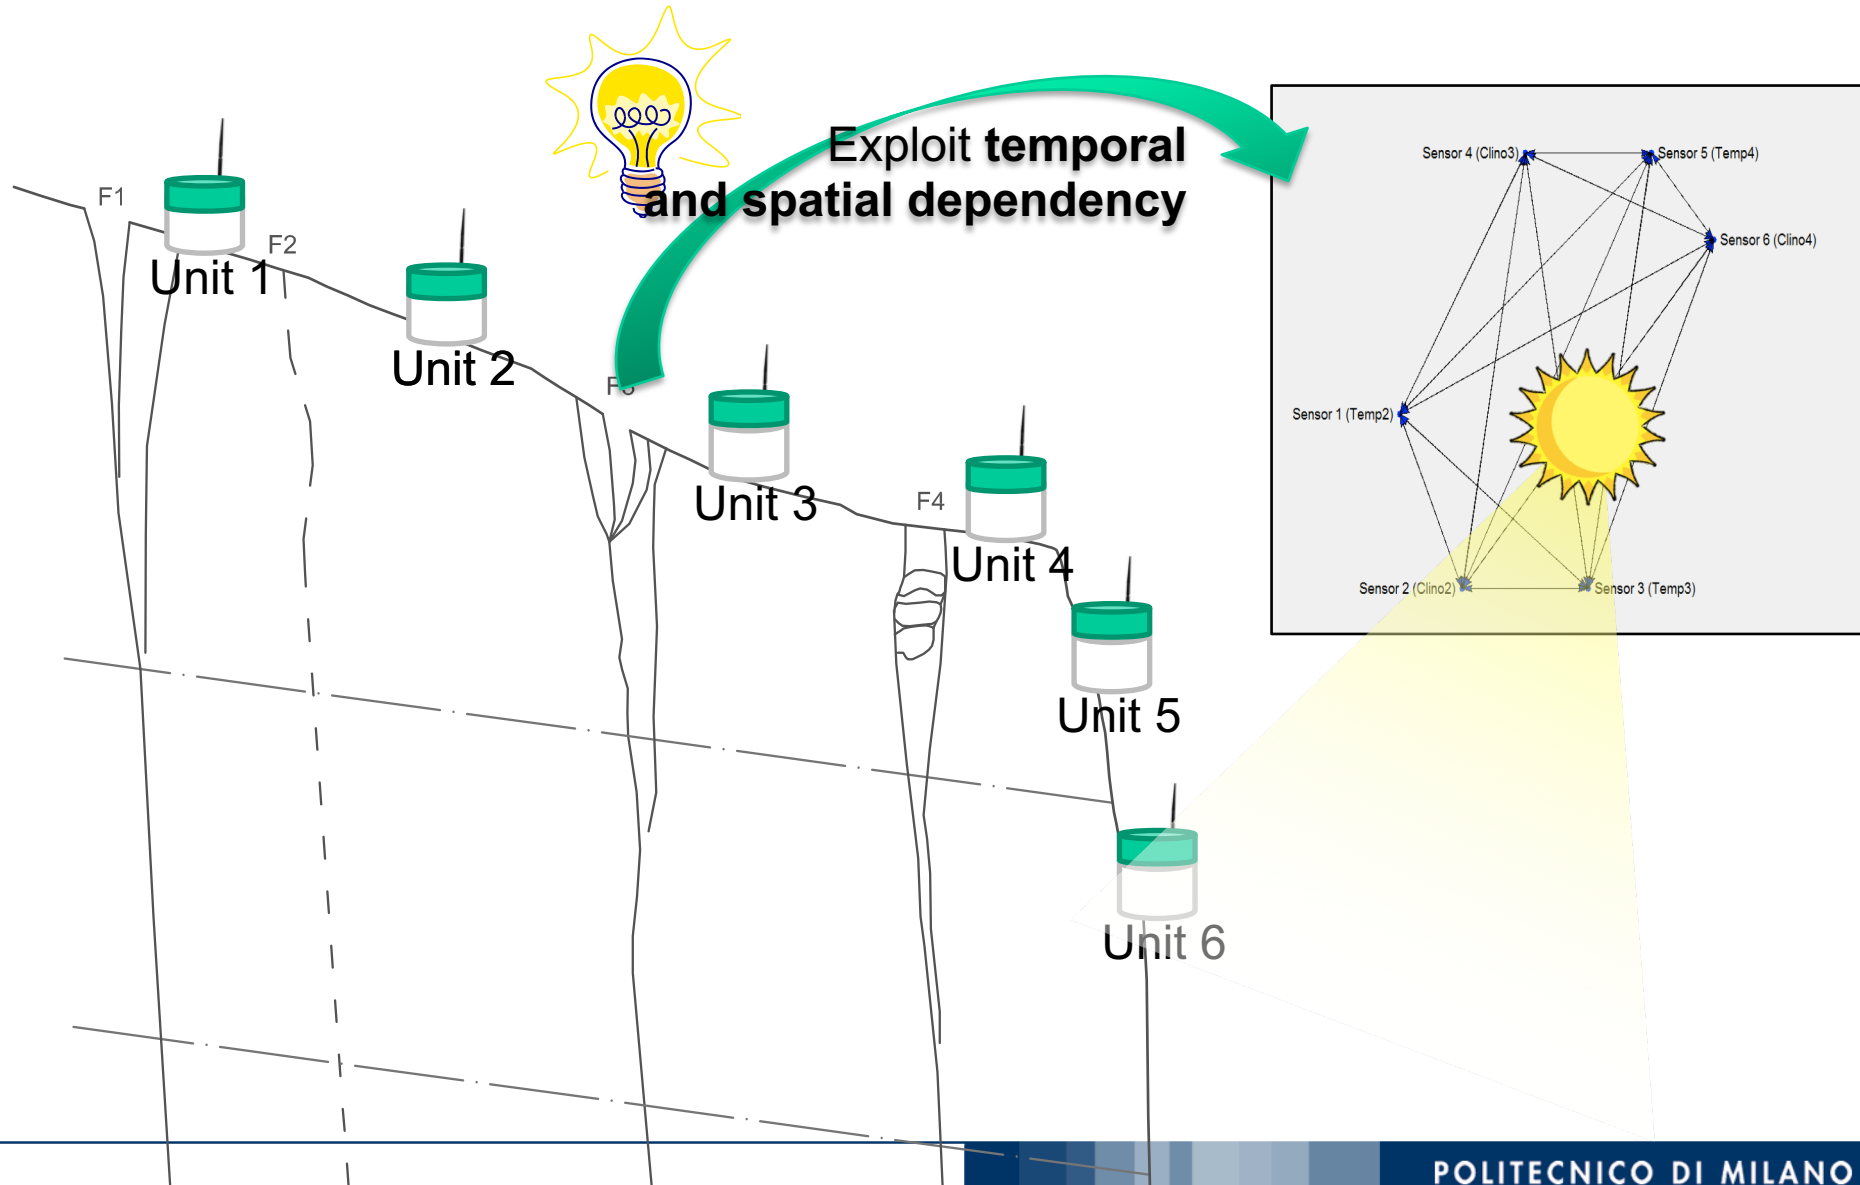 Exploit temporal
and spatial dependency
F1
Unit 1
F2
Unit 2
F3
Unit 3
F4
Unit 4
Unit 5
Unit 6
Sensor 4 (Clino3)
Sensor 5 (Temp4)
Sensor 6 (Clino4)
Sensor 1 (Temp2)
Sensor 2 (Clino2)
Sensor 3 (Temp3)
POLITECNICO DI MILANO